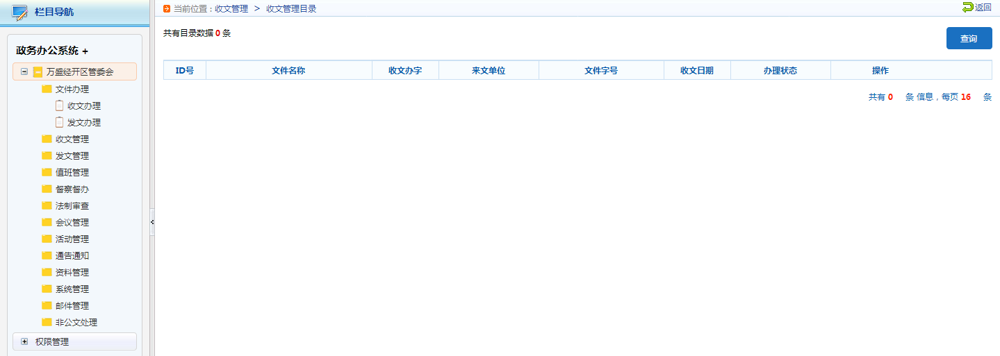 栏目导航
政务办公系统 +
万盛经开区管委会
文件办理
收文办理
发文办理
收文管理
发文管理
值班管理
督察督办
法制审查
会议管理
活动管理
通告通知
资料管理
系统管理
邮件管理
非公文处理
权限管理
当前位置：收文管理 > 收文管理目录
返回
共有目录数据 0 条
查询
ID号 文件名称 收文办字 来文单位 文件字号 收文日期 办理状态 操作
共有 0 条 信息，每页 16 条